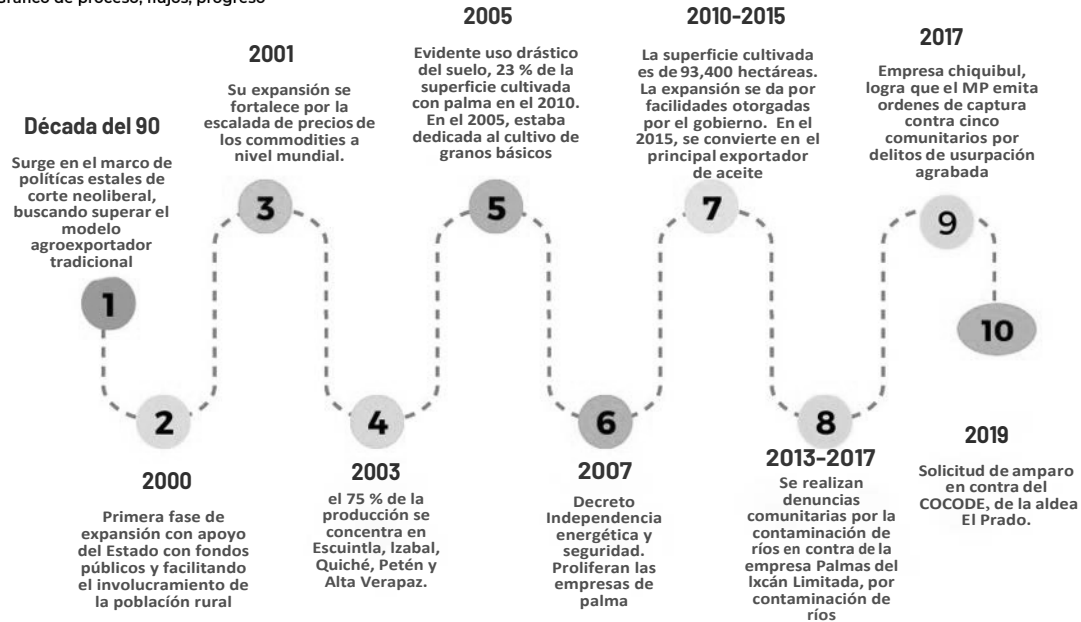 Gráfico de proceso, flujos, progreso
Década del 90
Surge en el marco de
políticas estales de
corte neoliberal,
buscando superar el
modelo
agroexportador
tradicional
1
2
2000
Primera fase de
expansión con apoyo
del Estado con fondos
públicos y facilitando
el involucramiento de
la población rural
2001
Su expansión se
fortalece por la
escalada de precios de
los commodities a
nivel mundial.
3
4
2003
el 75 % de la
producción se
concentra en
Escuintla, Izabal,
Quiché, Petén y
Alta Verapaz.
2005
Evidente uso drástico
del suelo, 23 % de la
superficie cultivada
con palma en el 2010.
En el 2005, estaba
dedicada al cultivo de
granos básicos
5
6
2007
Decreto
Independencia
energética y
seguridad.
Proliferan las
empresas de
palma
2010-2015
La superficie cultivada
es de 93,400 hectáreas.
La expansión se da por
facilidades otorgadas
por el gobierno. En el
2015, se convierte en el
principal exportador
de aceite
7
8
2013-2017
Se realizan
denuncias
comunitarias por la
contaminación de
ríos en contra de la
empresa Palmas del
Ixcán Limitada, por
contaminación de
ríos
2017
Empresa chiquibul,
logra que el MP emita
ordenes de captura
contra cinco
comunitarios por
delitos de usurpación
agrabada
9
10
2019
Solicitud de amparo
en contra del
COCODE, de la aldea
El Prado.